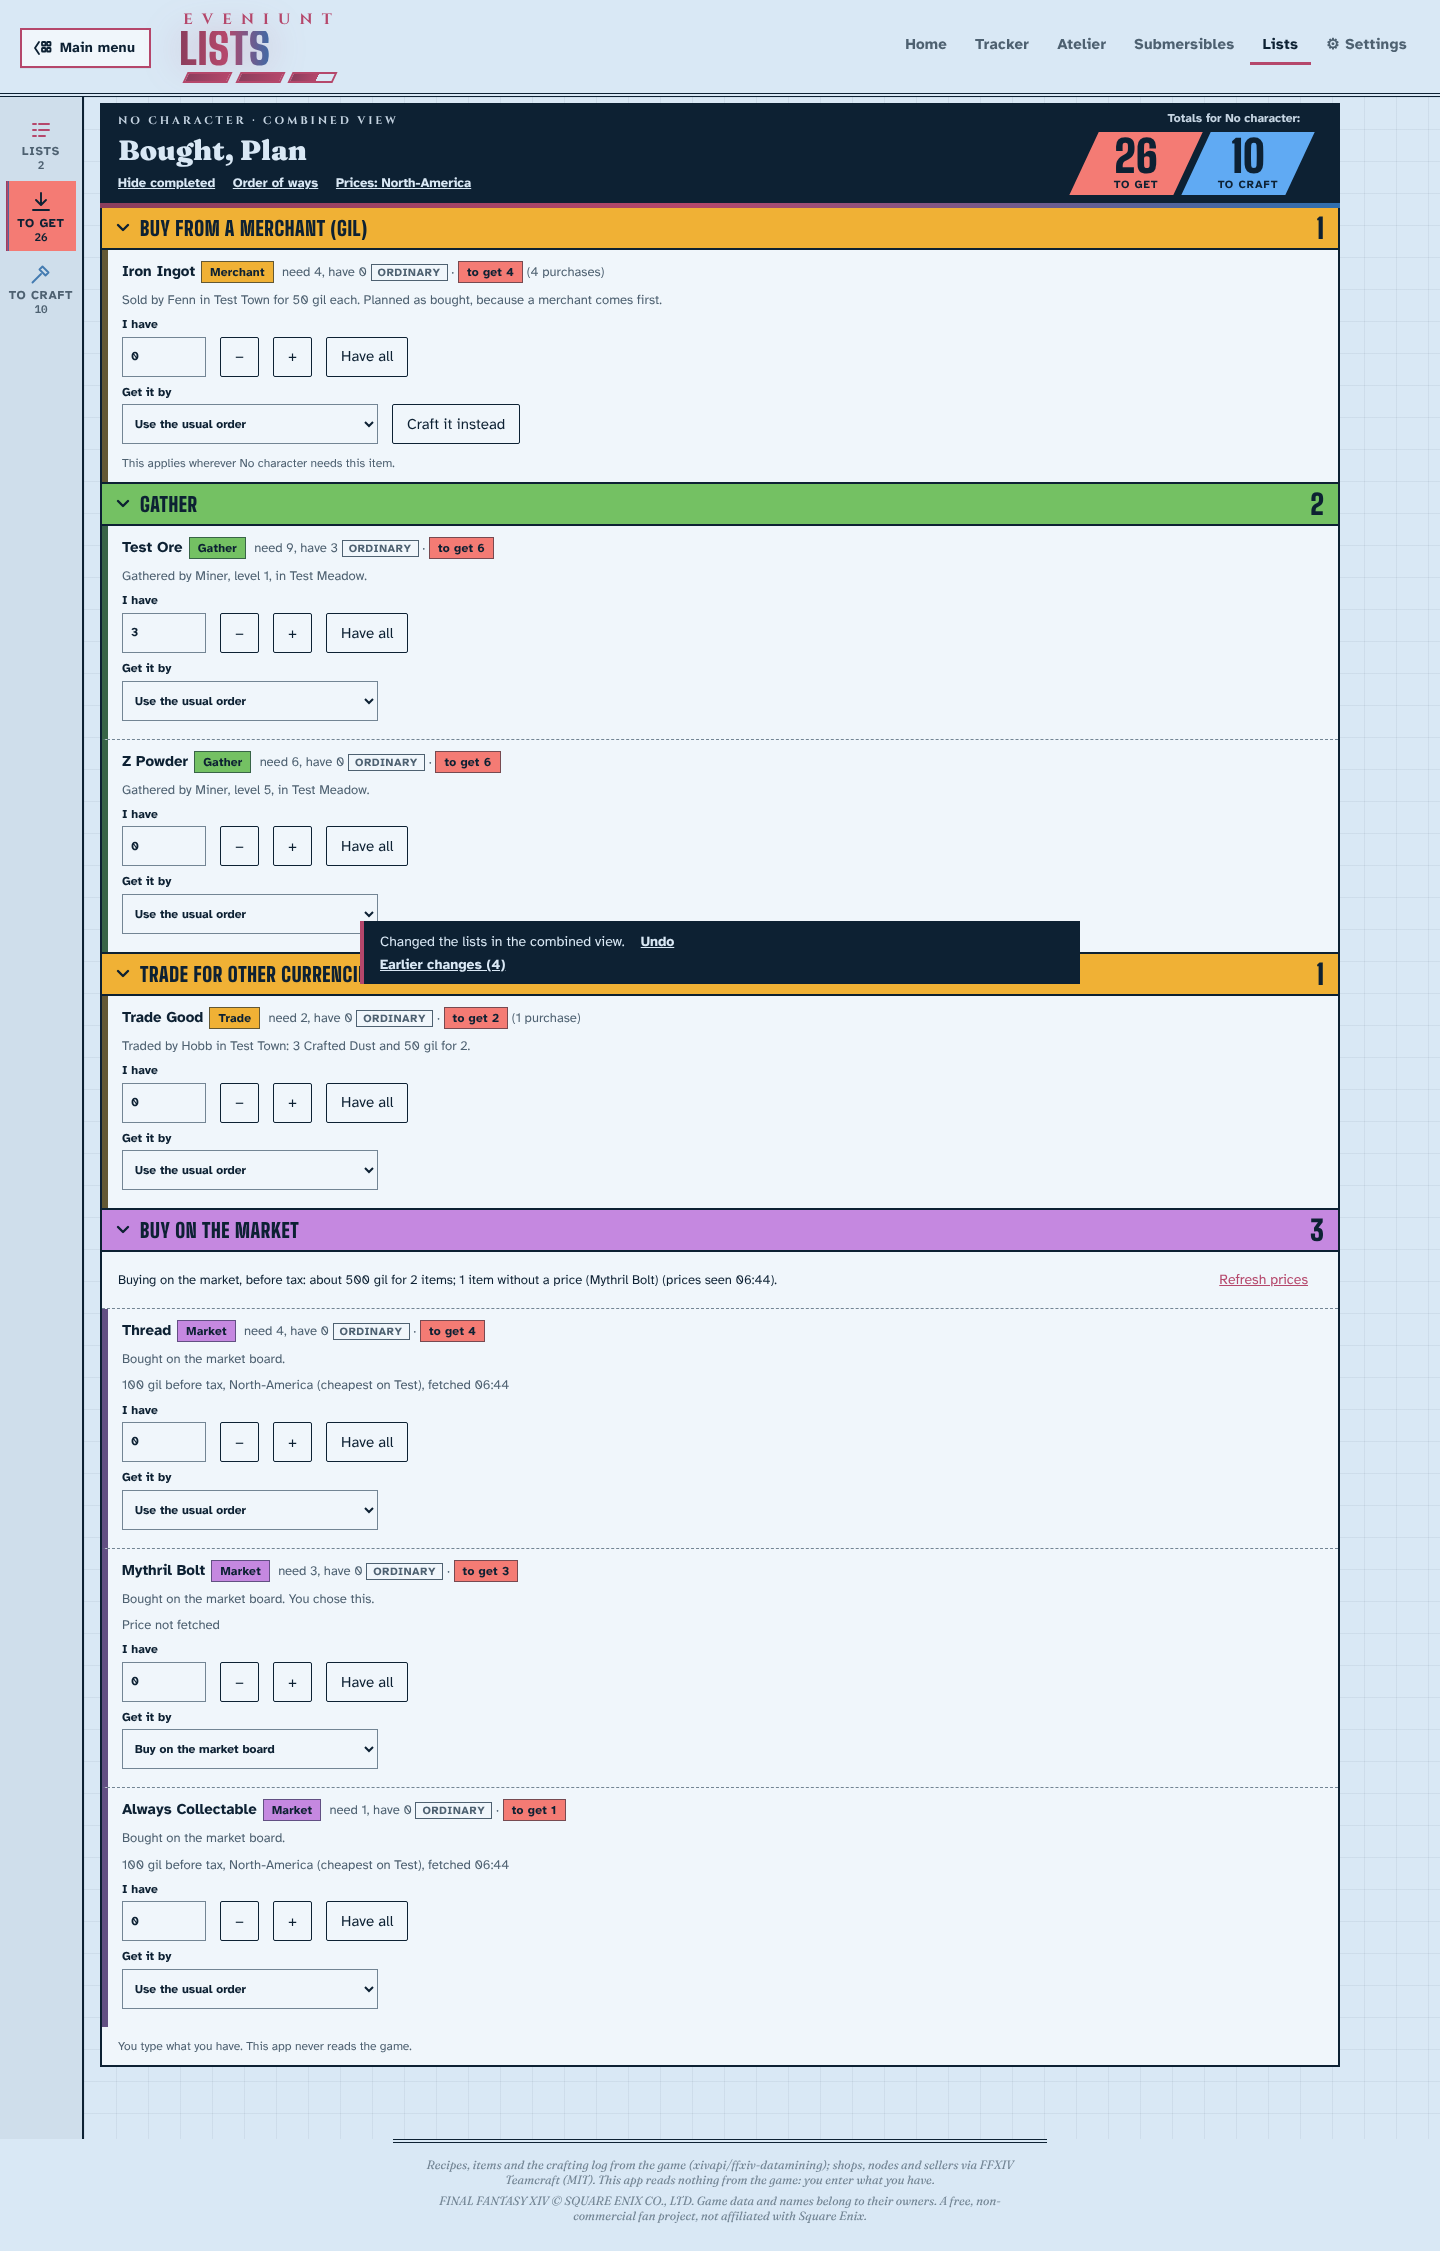 Main menu
EVENIUNT
LISTS
Home
Tracker
Atelier
Submersibles
Lists
⚙ Settings
LISTS
2
TO GET
26
TO CRAFT
10
NO CHARACTER · COMBINED VIEW
Bought, Plan
Hide completed
Order of ways
Prices: North-America
Totals for No character:
26
TO GET
10
TO CRAFT
BUY FROM A MERCHANT (GIL)
1
Iron Ingot Merchant need 4, have 0 ORDINARY · to get 4 (4 purchases)
Sold by Fenn in Test Town for 50 gil each. Planned as bought, because a merchant comes first.
I have
0 − + Have all
Get it by
Use the usual order
Craft it instead
This applies wherever No character needs this item.
GATHER
2
Test Ore Gather need 9, have 3 ORDINARY · to get 6
Gathered by Miner, level 1, in Test Meadow.
I have
3 − + Have all
Get it by
Use the usual order
Z Powder Gather need 6, have 0 ORDINARY · to get 6
Gathered by Miner, level 5, in Test Meadow.
I have
0 − + Have all
Get it by
Use the usual order
Changed the lists in the combined view. Undo
Earlier changes (4)
TRADE FOR OTHER
1
Trade Good Trade need 2, have 0 ORDINARY · to get 2 (1 purchase)
Traded by Hobb in Test Town: 3 Crafted Dust and 50 gil for 2.
I have
0 − + Have all
Get it by
Use the usual order
BUY ON THE MARKET
3
Buying on the market, before tax: about 500 gil for 2 items; 1 item without a price (Mythril Bolt) (prices seen 06:44).
Refresh prices
Thread Market need 4, have 0 ORDINARY · to get 4
Bought on the market board.
100 gil before tax, North-America (cheapest on Test), fetched 06:44
I have
0 − + Have all
Get it by
Use the usual order
Mythril Bolt Market need 3, have 0 ORDINARY · to get 3
Bought on the market board. You chose this.
Price not fetched
I have
0 − + Have all
Get it by
Buy on the market board
Always Collectable Market need 1, have 0 ORDINARY · to get 1
Bought on the market board.
100 gil before tax, North-America (cheapest on Test), fetched 06:44
I have
0 − + Have all
Get it by
Use the usual order
You type what you have. This app never reads the game.
Recipes, items and the crafting log from the game (xivapi/ffxiv-datamining); shops, nodes and sellers via FFXIV
Teamcraft (MIT). This app reads nothing from the game: you enter what you have.
FINAL FANTASY XIV © SQUARE ENIX CO., LTD. Game data and names belong to their owners. A free, non-
commercial fan project, not affiliated with Square Enix.